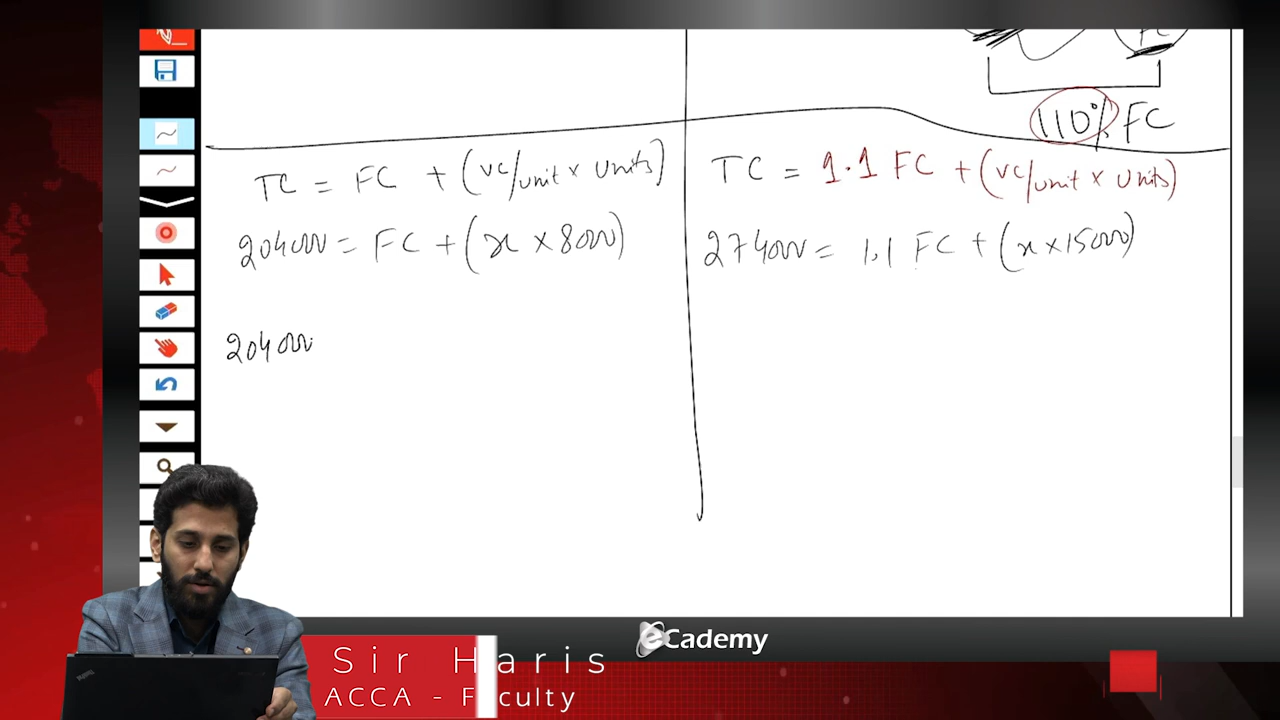 110% FC
TC = FC + (VC/unit x units)
204000 = FC + (x x 8000)
204000
TC = 1.1 FC + (VC/unit x units)
274000 = 1.1 FC + (x x 15000)
eCademy
Sir Haris
ACCA - Faculty